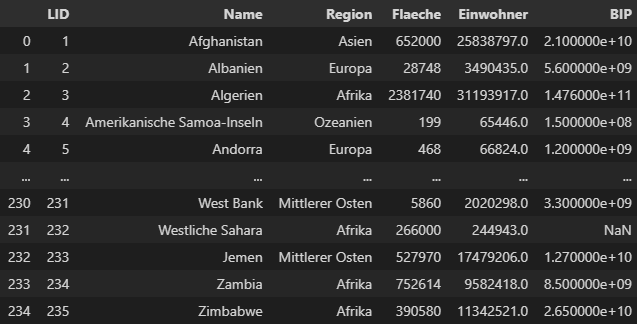 LID Name Region Flaeche Einwohner BIP
0 1 Afghanistan Asien 652000 25838797.0 2.100000e+10
1 2 Albanien Europa 28748 3490435.0 5.600000e+09
2 3 Algerien Afrika 2381740 31193917.0 1.476000e+11
3 4 Amerikanische Samoa-Inseln Ozeanien 199 65446.0 1.500000e+08
4 5 Andorra Europa 468 66824.0 1.200000e+09
... ... ... ... ... ... ...
230 231 West Bank Mittlerer Osten 5860 2020298.0 3.300000e+09
231 232 Westliche Sahara Afrika 266000 244943.0 NaN
232 233 Jemen Mittlerer Osten 527970 17479206.0 1.270000e+10
233 234 Zambia Afrika 752614 9582418.0 8.500000e+09
234 235 Zimbabwe Afrika 390580 11342521.0 2.650000e+10